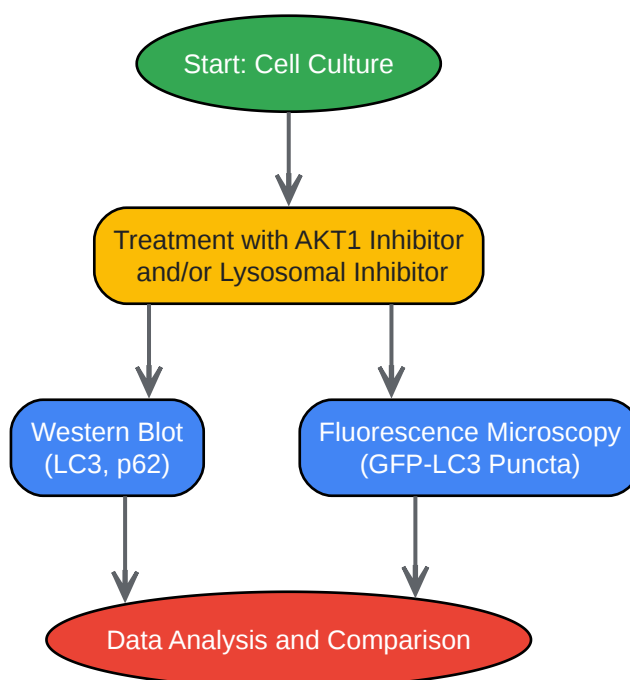 Start: Cell Culture
Treatment with AKT1 Inhibitor
and/or Lysosomal Inhibitor
Western Blot
(LC3, p62)
Fluorescence Microscopy
(GFP-LC3 Puncta)
Data Analysis and Comparison